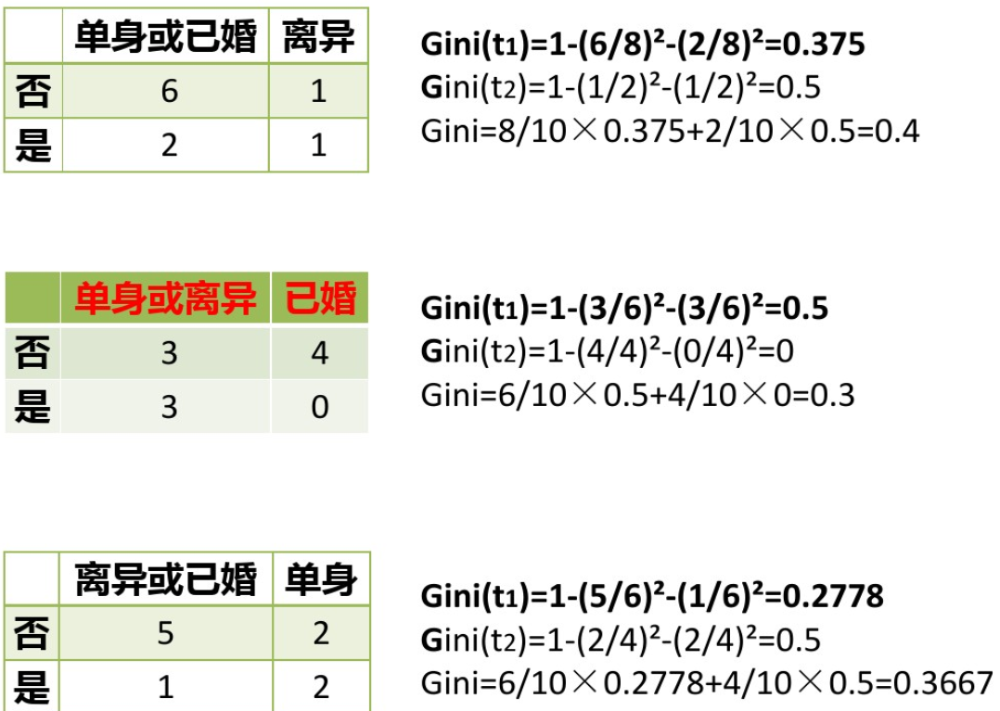 单身或已婚 离异
否 6 1
是 2 1
Gini(t1)=1-(6/8)²-(2/8)²=0.375
Gini(t2)=1-(1/2)²-(1/2)²=0.5
Gini=8/10×0.375+2/10×0.5=0.4
单身或离异 已婚
否 3 4
是 3 0
Gini(t1)=1-(3/6)²-(3/6)²=0.5
Gini(t2)=1-(4/4)²-(0/4)²=0
Gini=6/10×0.5+4/10×0=0.3
离异或已婚 单身
否 5 2
是 1 2
Gini(t1)=1-(5/6)²-(1/6)²=0.2778
Gini(t2)=1-(2/4)²-(2/4)²=0.5
Gini=6/10×0.2778+4/10×0.5=0.3667